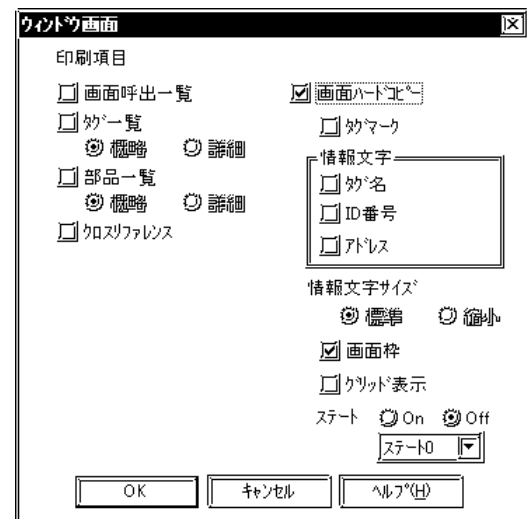 ウィンドウ画面
印刷項目
画面呼出一覧
タグ一覧
概略 詳細
部品一覧
概略 詳細
クロスリファレンス
画面ハードコピー
タグマーク
情報文字
タグ名
ID番号
アドレス
情報文字サイズ
標準 縮小
画面枠
グリッド表示
ステート On Off
ステート0
OK キャンセル ヘルプ(H)